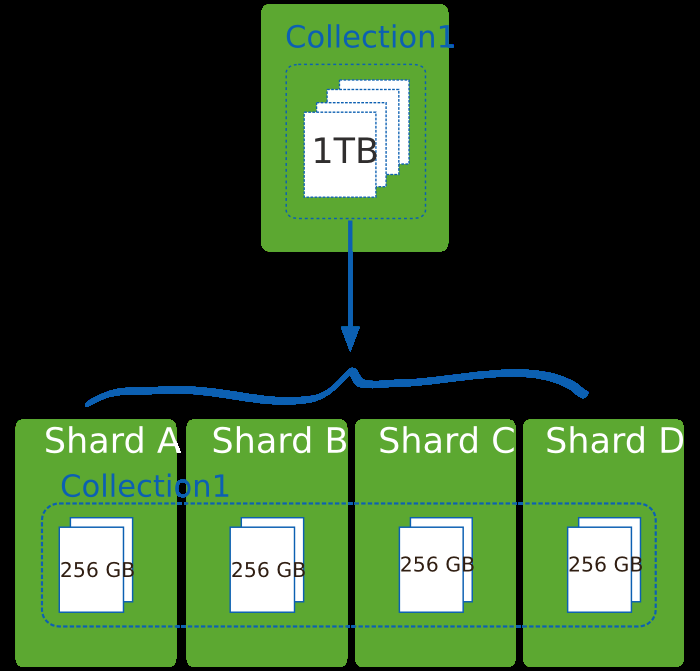 Collection1
1TB
Shard A
Shard B
Shard C
Shard D
Collection1
256 GB
256 GB
256 GB
256 GB